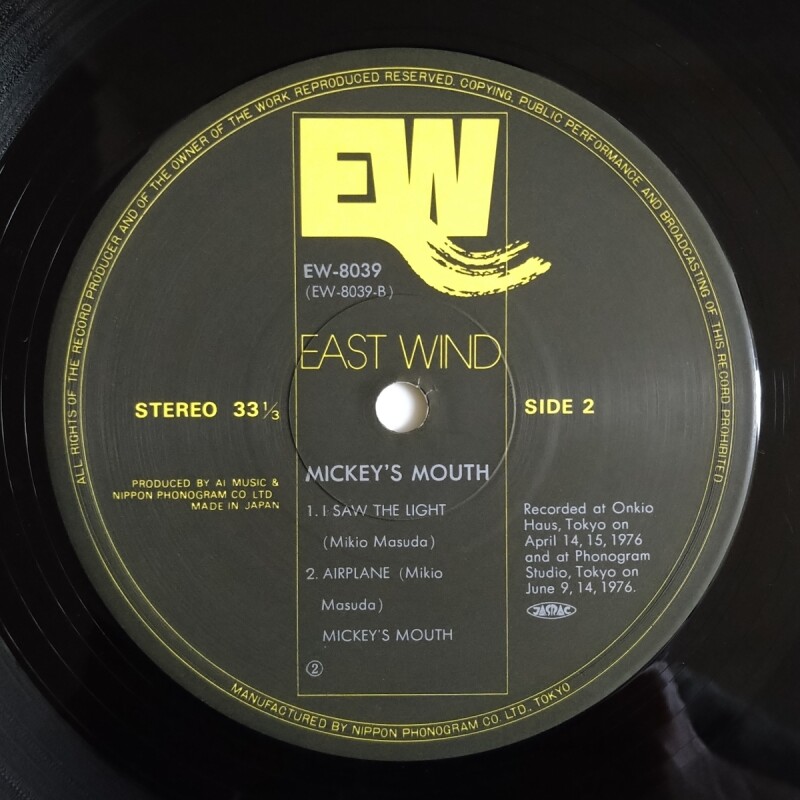 ALL RIGHTS OF THE RECORD PRODUCER AND OF THE OWNER OF THE WORK REPRODUCED RESERVED. COPYING, PUBLIC PERFORMANCE AND BROADCASTING OF THIS RECORD PROHIBITED
EW
EW-8039
(EW-8039-B)
EAST WIND
STEREO 33 1/3
SIDE 2
MICKEY'S MOUTH
PRODUCED BY AI MUSIC &
NIPPON PHONOGRAM CO LTD
MADE IN JAPAN
1. I SAW THE LIGHT
(Mikio Masuda)
2. AIRPLANE (Mikio
Masuda)
MICKEY'S MOUTH
②
Recorded at Onkio
Haus, Tokyo on
April 14, 15, 1976
and at Phonogram
Studio, Tokyo on
June 9, 14, 1976.
JASRAC
MANUFACTURED BY NIPPON PHONOGRAM CO. LTD., TOKYO